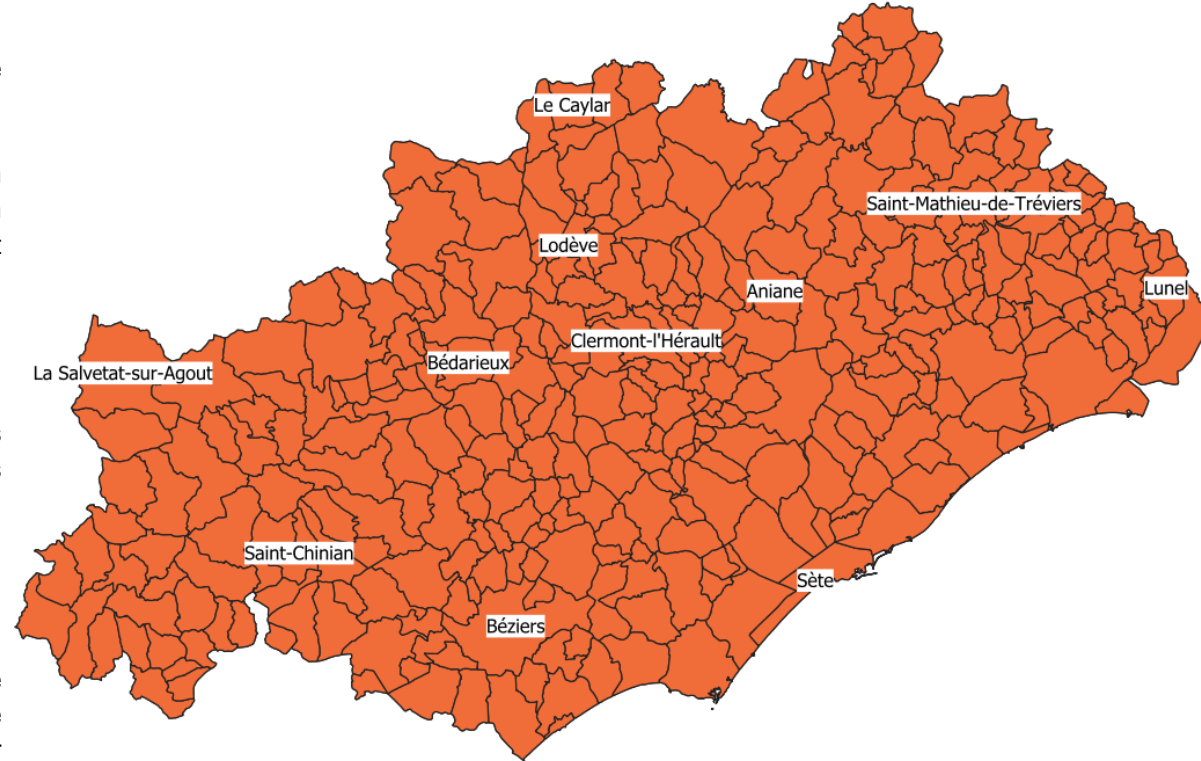 Le Caylar
Saint-Mathieu-de-Tréviers
Lodève
Lunel
Aniane
Clermont-l'Hérault
Bédarieux
La Salvetat-sur-Agout
Saint-Chinian
Sète
Béziers